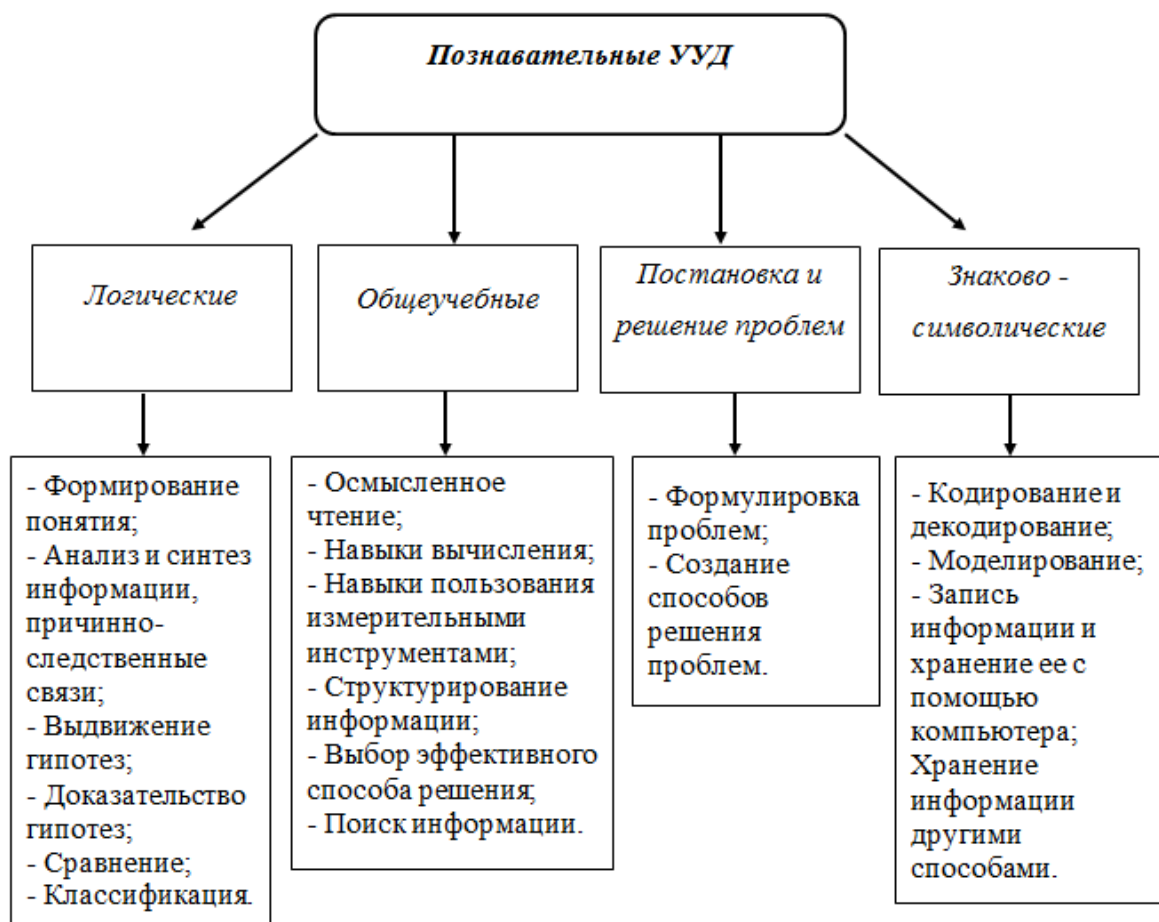 Познавательные УУД
Логические
Общеучебные
Постановка и
решение проблем
Знаково -
символические
- Формирование
понятия;
- Анализ и синтез
информации,
причинно-
следственные
связи;
- Выдвижение
гипотез;
- Доказательство
гипотез;
- Сравнение;
- Классификация.
- Осмысленное
чтение;
- Навыки вычисления;
- Навыки пользования
измерительными
инструментами;
- Структурирование
информации;
- Выбор эффективного
способа решения;
- Поиск информации.
- Формулировка
проблем;
- Создание
способов
решения
проблем.
- Кодирование и
декодирование;
- Моделирование;
- Запись
информации и
хранение ее с
помощью
компьютера;
Хранение
информации
другими
способами.